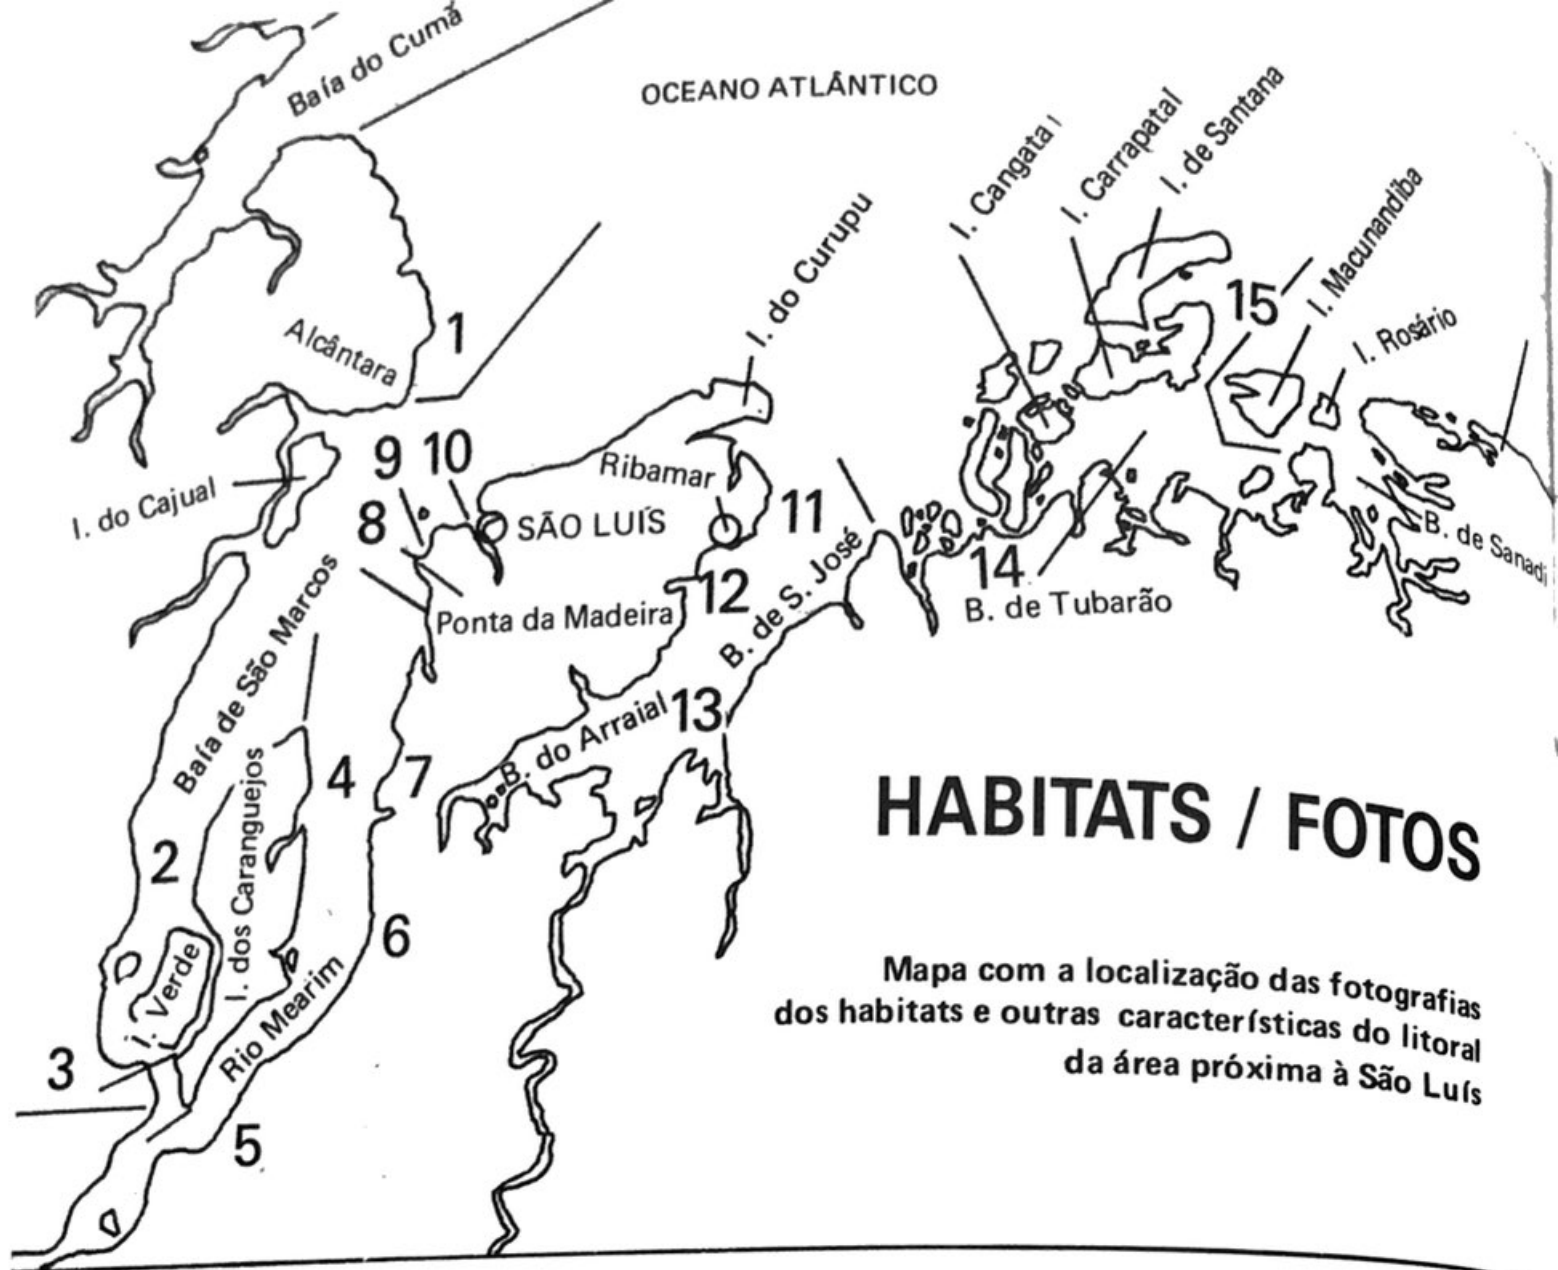 Baía do Cumã
OCEANO ATLÂNTICO
I. Cangata
I. Carrapatal
I. de Santana
I. Macunandiba
I. do Curupu
15
I. Rosário
1
Alcântara
9 10
Ribamar
I. do Cajual
8
SÃO LUÍS
11
B. de Sanadi
14
12
Ponta da Madeira
B. de S. José
B. de Tubarão
Baía de São Marcos
13
B. do Arraial
4
7
HABITATS / FOTOS
2
I. dos Caranguejos
6
I. Verde
Rio Mearim
Mapa com a localização das fotografias
dos habitats e outras características do litoral
da área próxima à São Luís
3
5